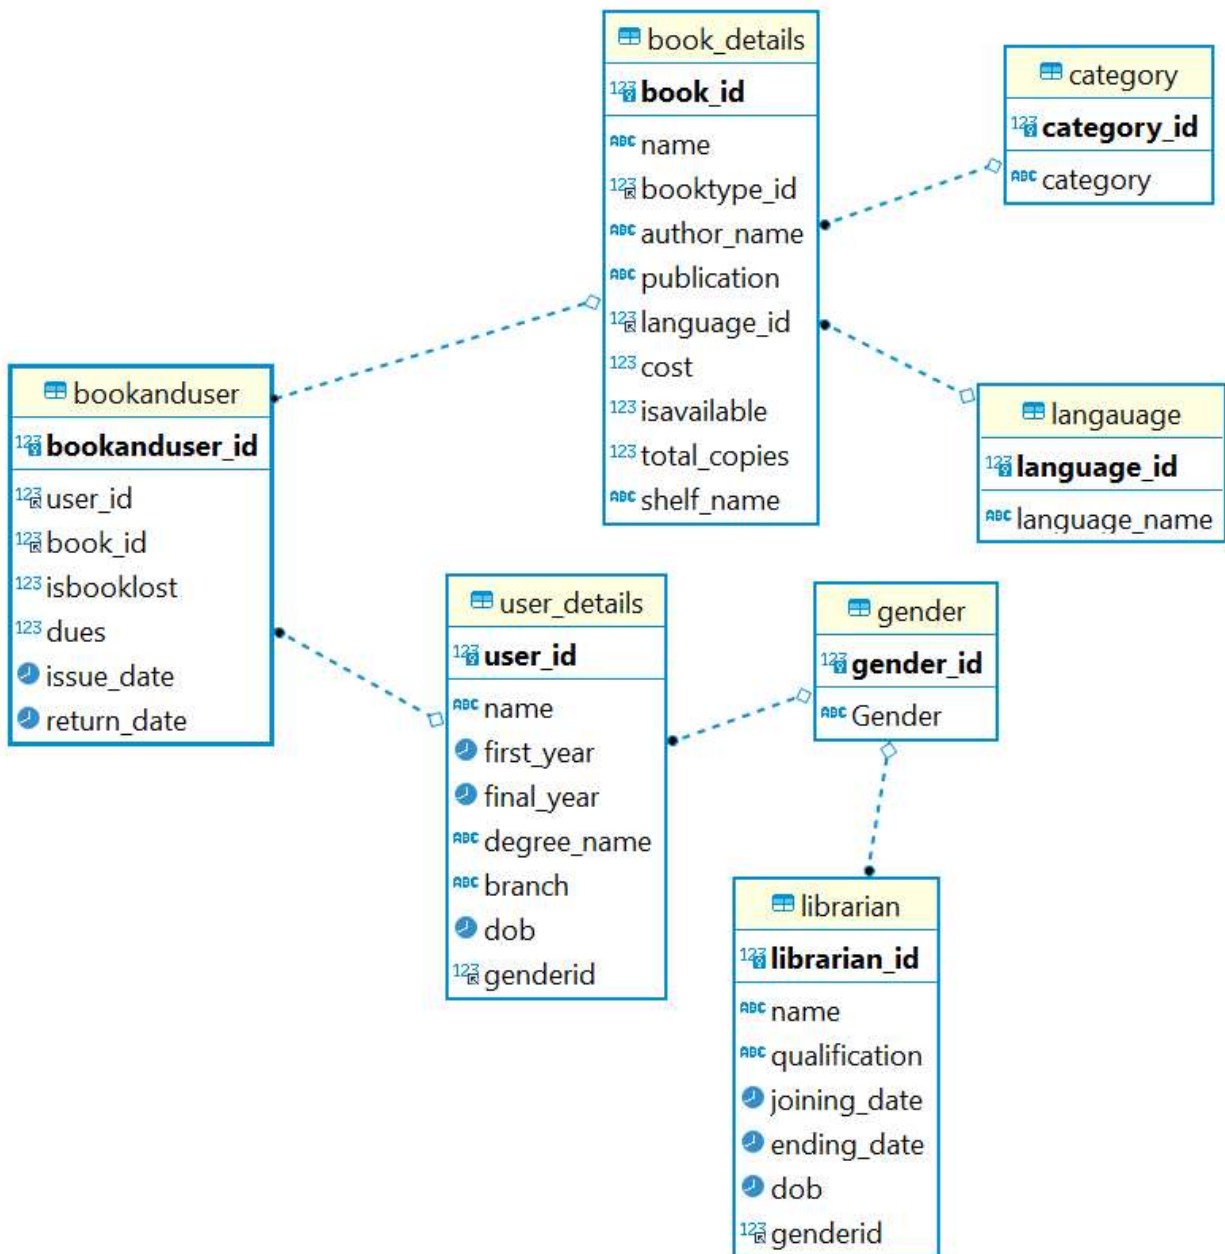 book_details
book_id
name
booktype_id
author_name
publication
language_id
cost
isavailable
total_copies
shelf_name
category
category_id
category
bookanduser
bookanduser_id
user_id
book_id
isbooklost
dues
issue_date
return_date
langauage
language_id
language_name
user_details
user_id
name
first_year
final_year
degree_name
branch
dob
genderid
gender
gender_id
Gender
librarian
librarian_id
name
qualification
joining_date
ending_date
dob
genderid